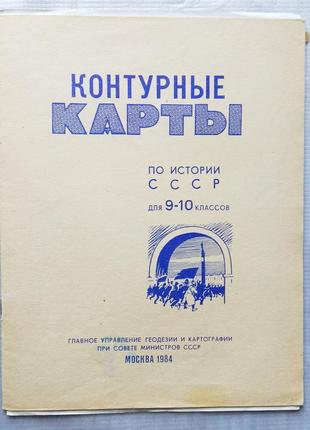 КОНТУРНЫЕ
КАРТЫ
ПО ИСТОРИИ
СССР
ДЛЯ 9-10 КЛАССОВ
ГЛАВНОЕ УПРАВЛЕНИЕ ГЕОДЕЗИИ И КАРТОГРАФИИ
ПРИ СОВЕТЕ МИНИСТРОВ СССР
МОСКВА 1984